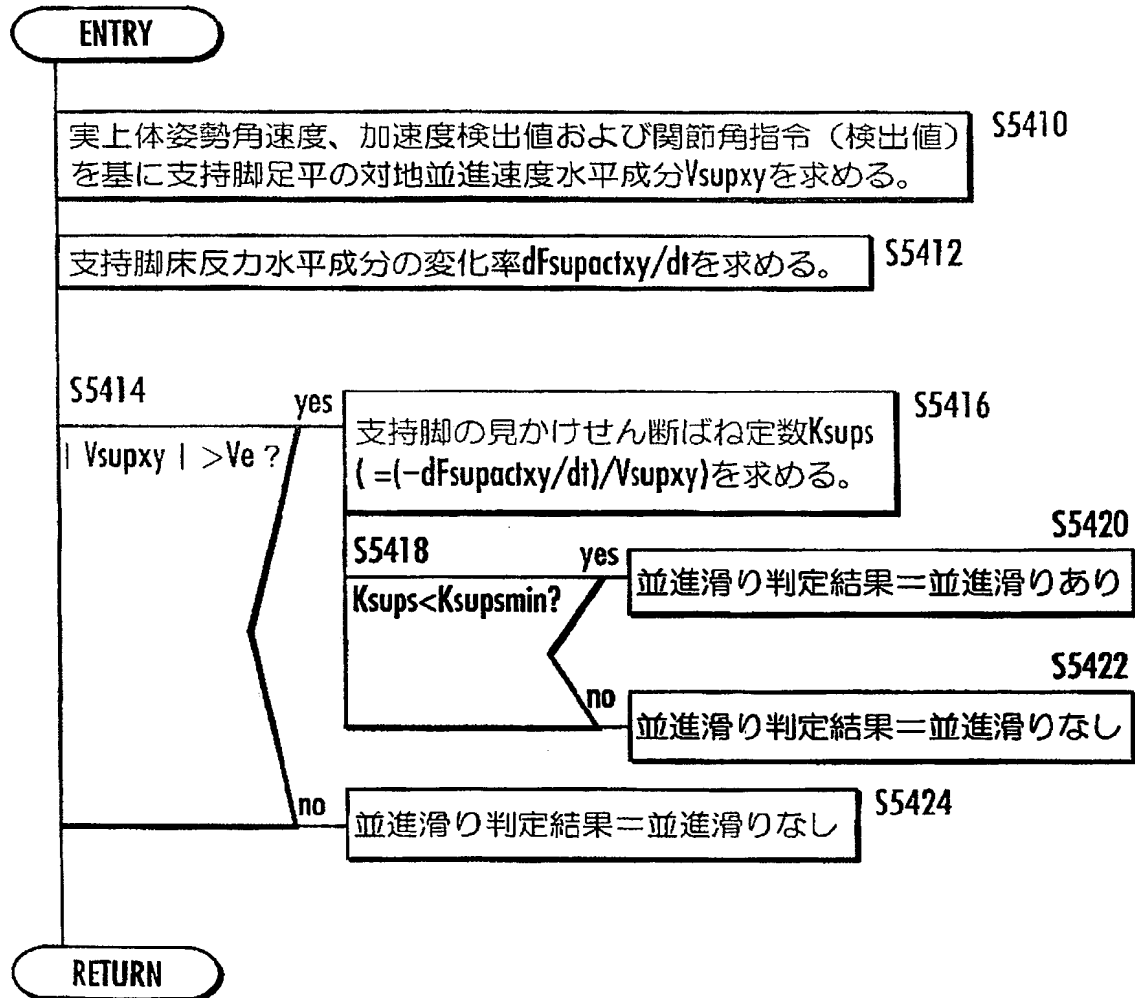 ENTRY
S5410
実上体姿勢角速度、加速度検出値および関節角指令（検出値）
を基に支持脚足平の対地並進速度水平成分Vsupxyを求める。
支持脚床反力水平成分の変化率dFsupactxy/dtを求める。
S5412
S5414
yes
| Vsupxy | >Ve ?
S5416
支持脚の見かけせん断ばね定数Ksups
( =(-dFsupactxy/dt)/Vsupxy)を求める。
S5418
yes
Ksups<Ksupsmin?
S5420
並進滑り判定結果＝並進滑りあり
S5422
no
並進滑り判定結果＝並進滑りなし
no
並進滑り判定結果＝並進滑りなし
S5424
RETURN